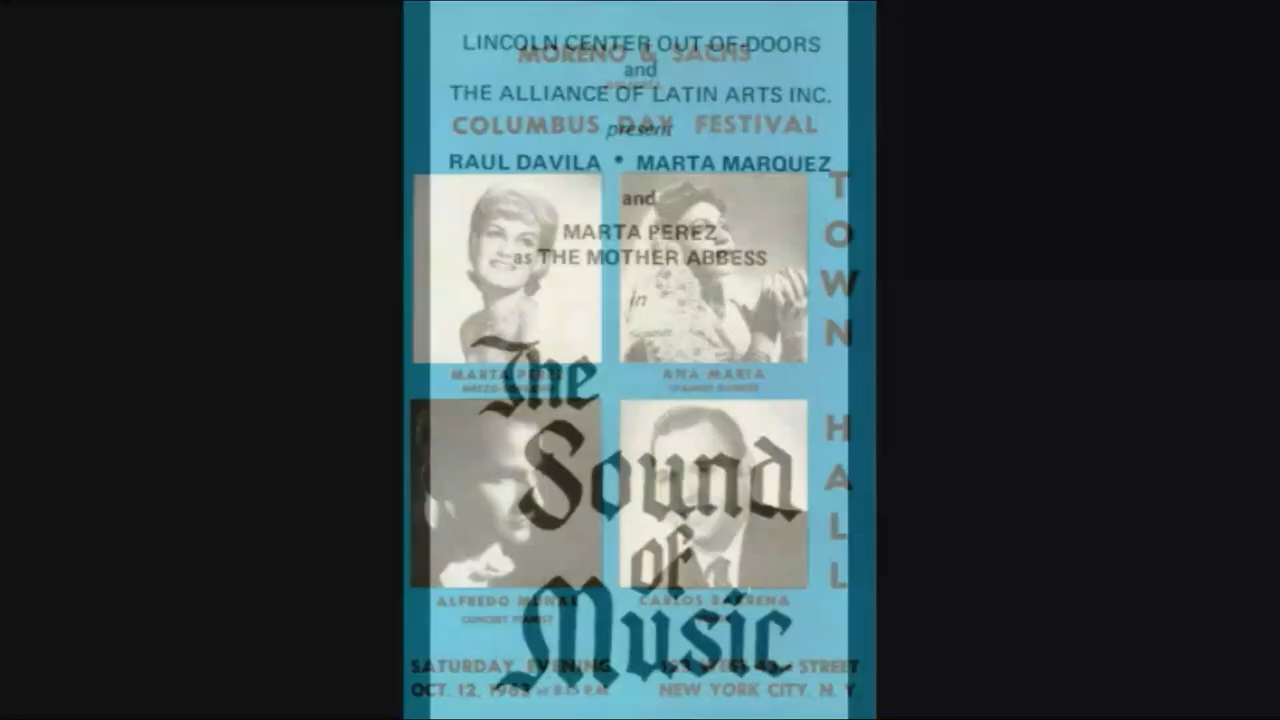 LINCOLN CENTER OUT-OF-DOORS
MORENO & SACHS
and
THE ALLIANCE OF LATIN ARTS INC.
present
COLUMBUS DAY FESTIVAL
RAUL DAVILA • MARTA MARQUEZ
and
MARTA PEREZ
as THE MOTHER ABBESS
in
TOWN HALL
MARTA PEREZ
ANA MARIA
The
Sound
of
Music
ALFREDO MUNAR
CARLOS BARRENA
CONCERT PIANIST
SATURDAY EVENING
STREET
OCT. 12, 1963
NEW YORK CITY, N. Y.